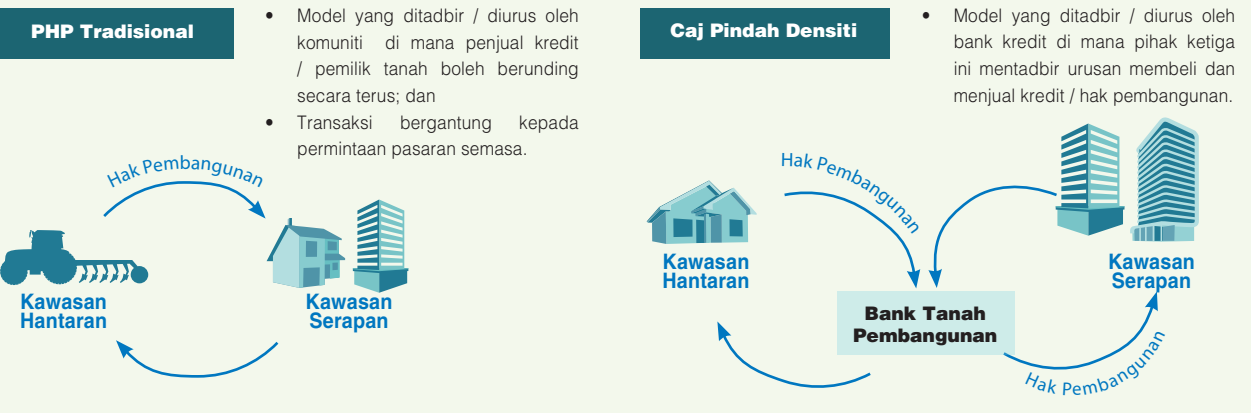 PHP Tradisional
• Model yang ditadbir / diurus oleh
komuniti di mana penjual kredit
/ pemilik tanah boleh berunding
secara terus; dan
• Transaksi bergantung kepada
permintaan pasaran semasa.
Hak Pembangunan
Kawasan
Hantaran
Kawasan
Serapan
Caj Pindah Densiti
• Model yang ditadbir / diurus oleh
bank kredit di mana pihak ketiga
ini mentadbir urusan membeli dan
menjual kredit / hak pembangunan.
Hak Pembangunan
Kawasan
Hantaran
Kawasan
Serapan
Bank Tanah
Pembangunan
Hak Pembangunan